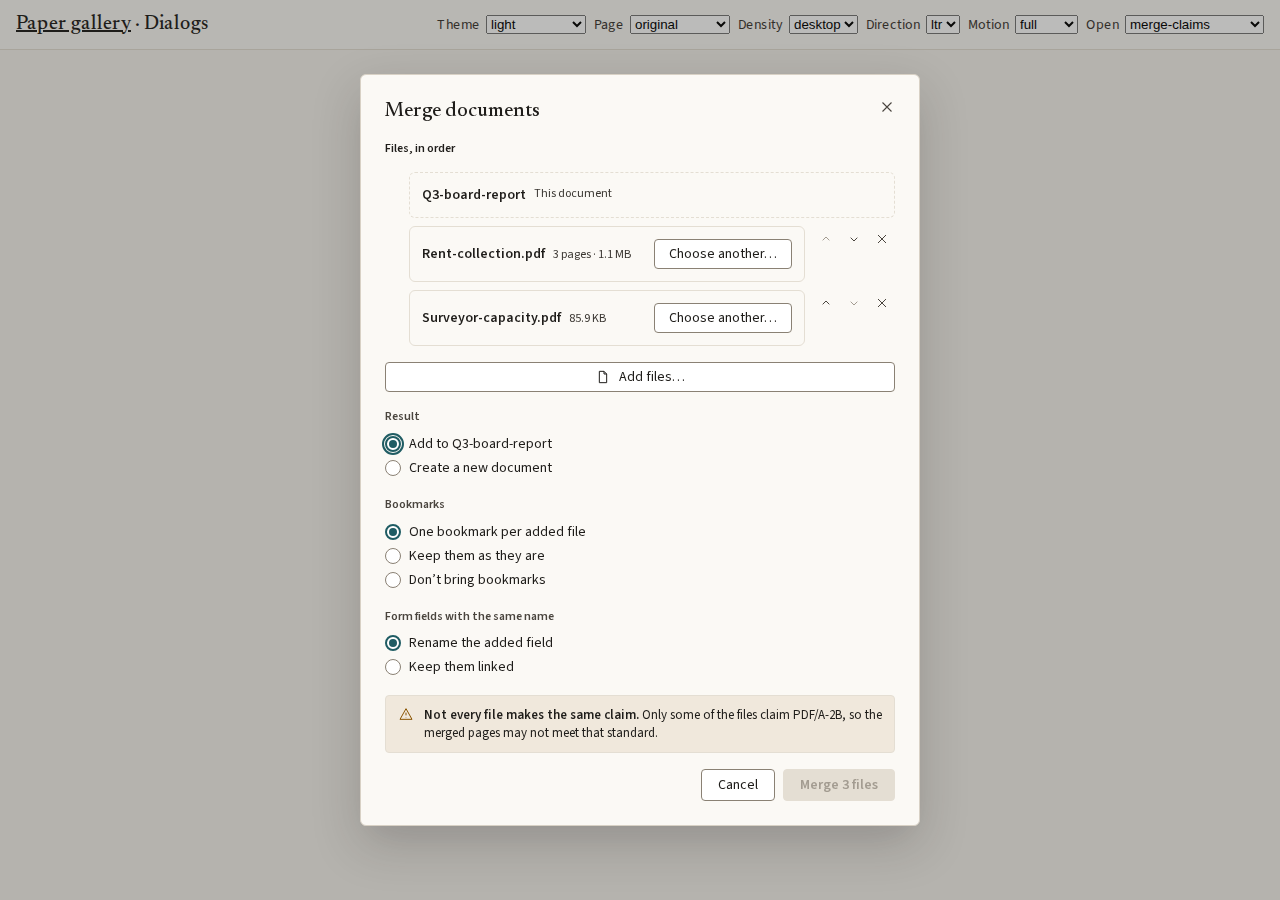 Paper gallery · Dialogs
Theme light Page original Density desktop Direction ltr Motion full Open merge-claims
Merge documents
Files, in order
Q3-board-report This document
Rent-collection.pdf 3 pages · 1.1 MB Choose another…
Surveyor-capacity.pdf 85.9 KB Choose another…
Add files…
Result
Add to Q3-board-report
Create a new document
Bookmarks
One bookmark per added file
Keep them as they are
Don’t bring bookmarks
Form fields with the same name
Rename the added field
Keep them linked
Not every file makes the same claim. Only some of the files claim PDF/A-2B, so the
merged pages may not meet that standard.
Cancel Merge 3 files